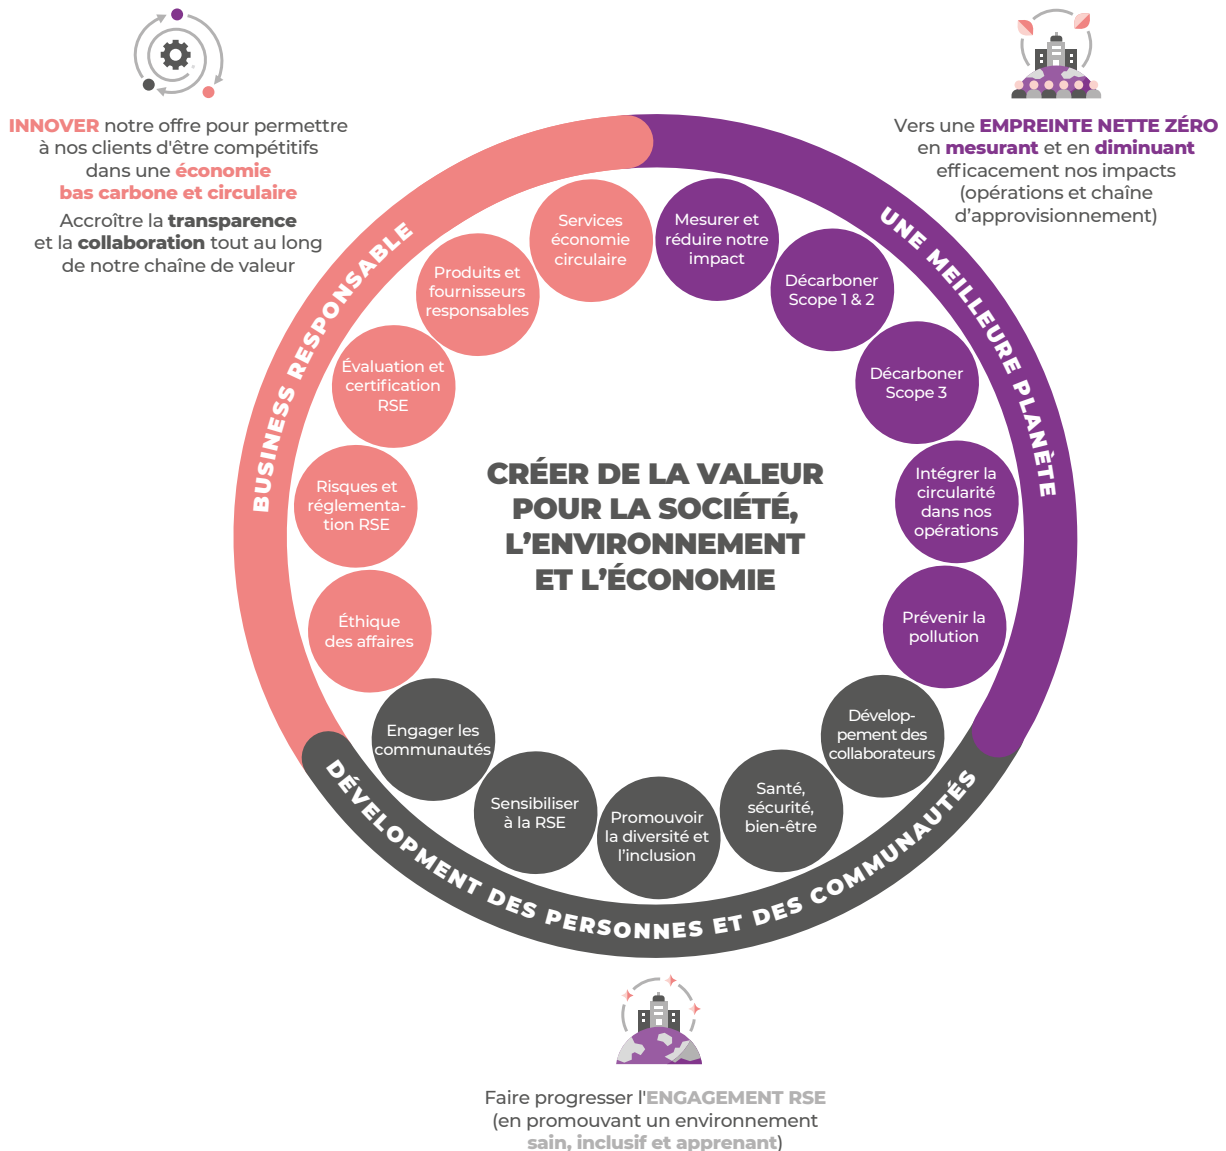 INNOVER notre offre pour permettre
à nos clients d'être compétitifs
dans une économie
bas carbone et circulaire
Accroître la transparence
et la collaboration tout au long
de notre chaîne de valeur
Vers une EMPREINTE NETTE ZÉRO
en mesurant et en diminuant
efficacement nos impacts
(opérations et chaîne
d’approvisionnement)
BUSINESS RESPONSABLE
Services
économie
circulaire
Produits et
fournisseurs
responsables
Évaluation et
certification
RSE
Risques et
réglementa-
tion RSE
Éthique
des affaires
UNE MEILLEURE PLANÈTE
Mesurer et
réduire notre
impact
Décarboner
Scope 1 & 2
Décarboner
Scope 3
Intégrer la
circularité
dans nos
opérations
Prévenir la
pollution
CRÉER DE LA VALEUR
POUR LA SOCIÉTÉ,
L’ENVIRONNEMENT
ET L’ÉCONOMIE
Engager les
communautés
Sensibiliser
à la RSE
Promouvoir
la diversité et
l’inclusion
Santé,
sécurité,
bien-être
Dévelop-
pement des
collaborateurs
DÉVELOPMENT DES PERSONNES ET DES COMMUNAUTÉS
Faire progresser l'ENGAGEMENT RSE
(en promouvant un environnement
sain, inclusif et apprenant)